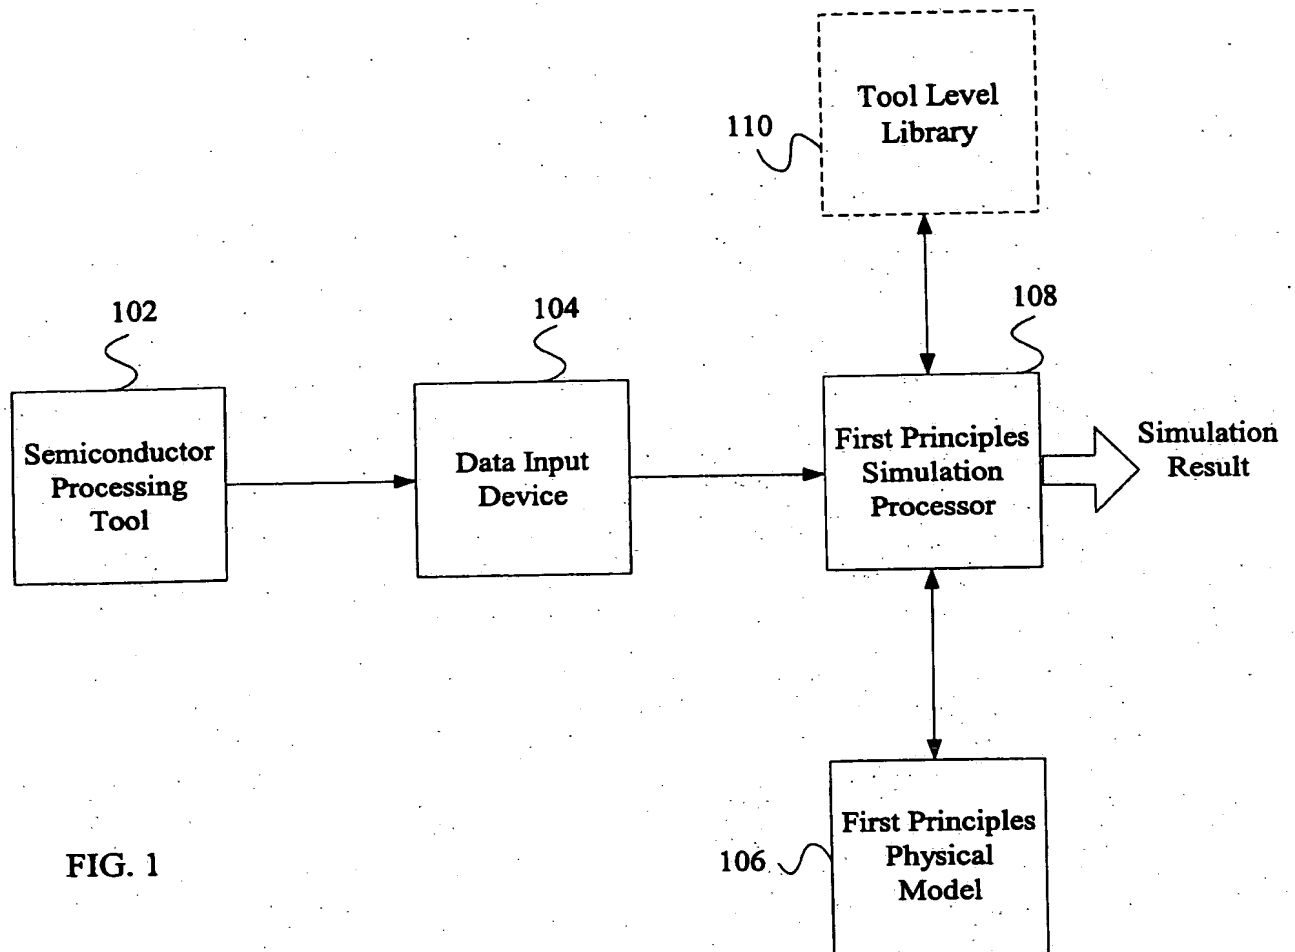 Tool Level
Library
110
102
104
108
Semiconductor
Processing
Tool
Data Input
Device
First Principles
Simulation
Processor
Simulation
Result
First Principles
Physical
Model
106
FIG. 1